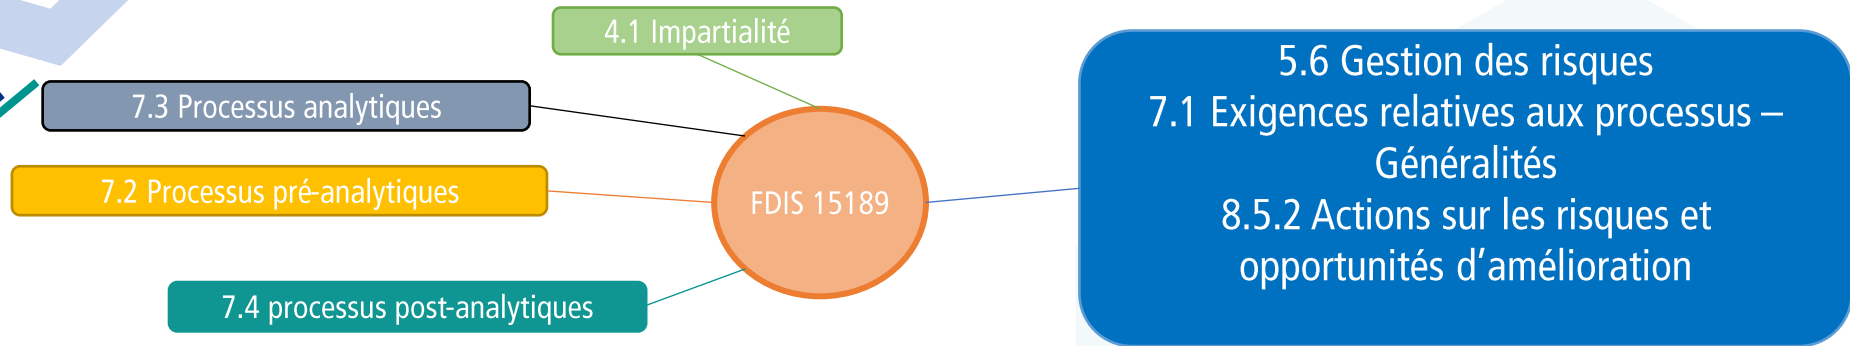 4.1 Impartialité
7.3 Processus analytiques
7.2 Processus pré-analytiques
7.4 processus post-analytiques
FDIS 15189
5.6 Gestion des risques
7.1 Exigences relatives aux processus –
Généralités
8.5.2 Actions sur les risques et
opportunités d’amélioration